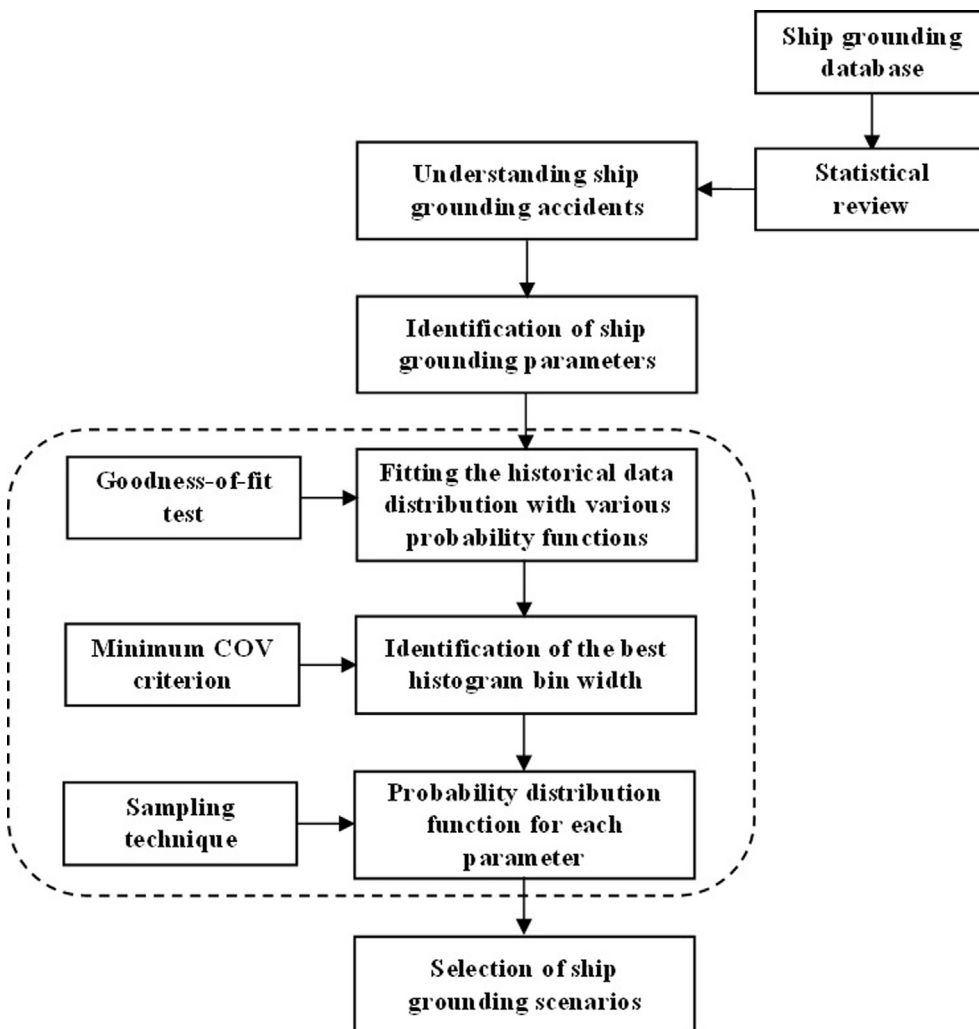 Ship grounding
database
Statistical
review
Understanding ship
grounding accidents
Identification of ship
grounding parameters
Goodness-of-fit
test
Fitting the historical data
distribution with various
probability functions
Minimum COV
criterion
Identification of the best
histogram bin width
Sampling
technique
Probability distribution
function for each
parameter
Selection of ship
grounding scenarios